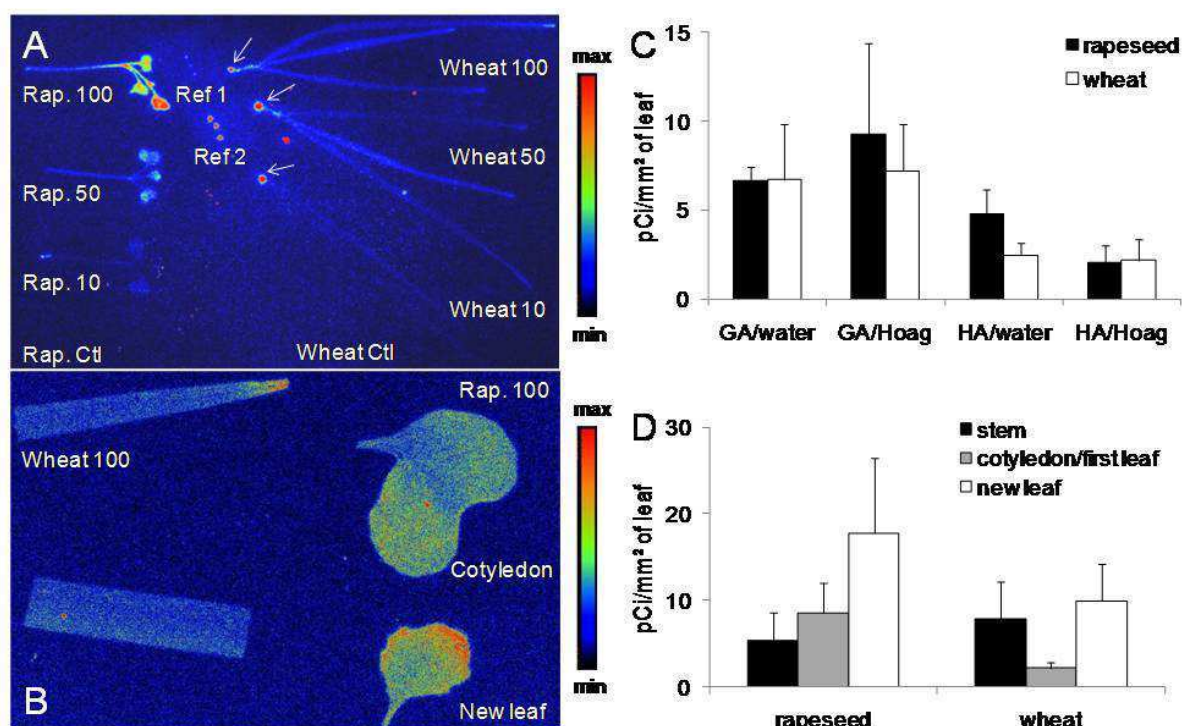 A
Rap. 100
Ref 1
Ref 2
Rap. 50
Rap. 10
Rap. Ctl
Wheat 100
Wheat 50
Wheat 10
Wheat Ctl
max
min
B
Wheat 100
Rap. 100
Cotyledon
New leaf
max
min
C
pCi/mm² of leaf
15
10
5
0
rapeseed
wheat
GA/water
GA/Hoag
HA/water
HA/Hoag
D
pCi/mm² of leaf
30
20
10
0
stem
cotyledon/first leaf
new leaf
rapeseed
wheat